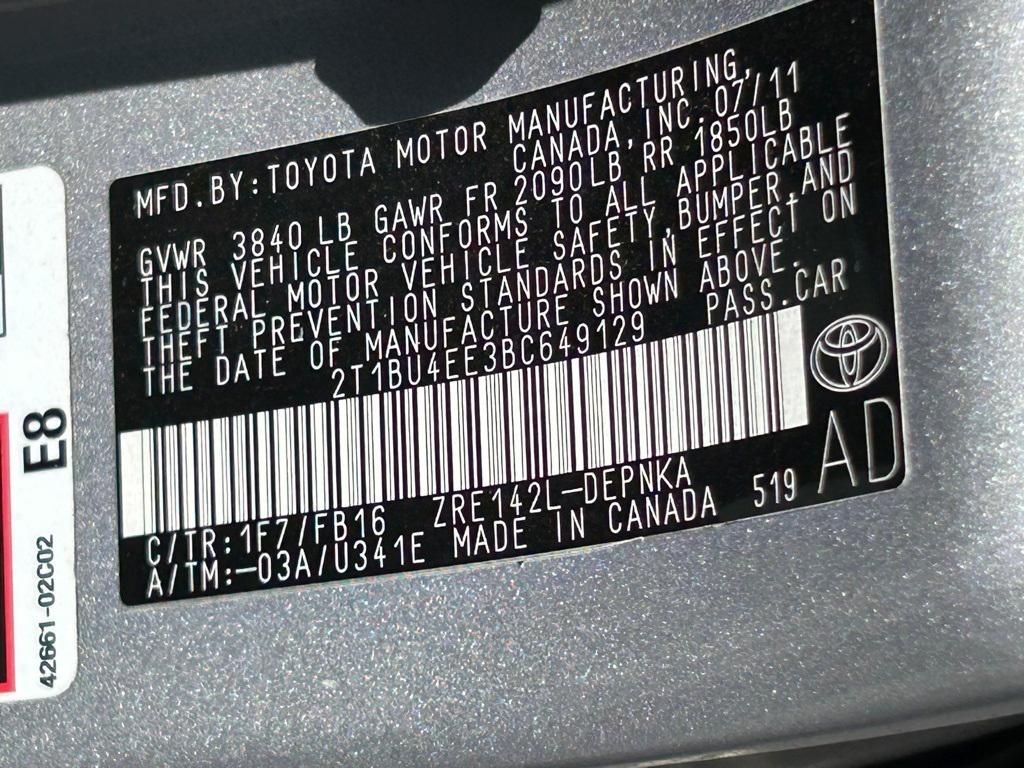 MFD.BY:TOYOTA MOTOR MANUFACTURING,
CANADA, INC.07/11
GVWR 3840LB GAWR FR 2090LB RR 1850LB
THIS VEHICLE CONFORMS TO ALL APPLICABLE
FEDERAL MOTOR VEHICLE SAFETY,BUMPER,AND
THEFT PREVENTION STANDARDS IN EFFECT ON
THE DATE OF MANUFACTURE SHOWN ABOVE.
2T1BU4EE3BC649129 PASS.CAR
C/TR:1F7/FB16 ZRE142L-DEPNKA
A/TM:-03A/U341E MADE IN CANADA 519 AD
E8
42661-02C02